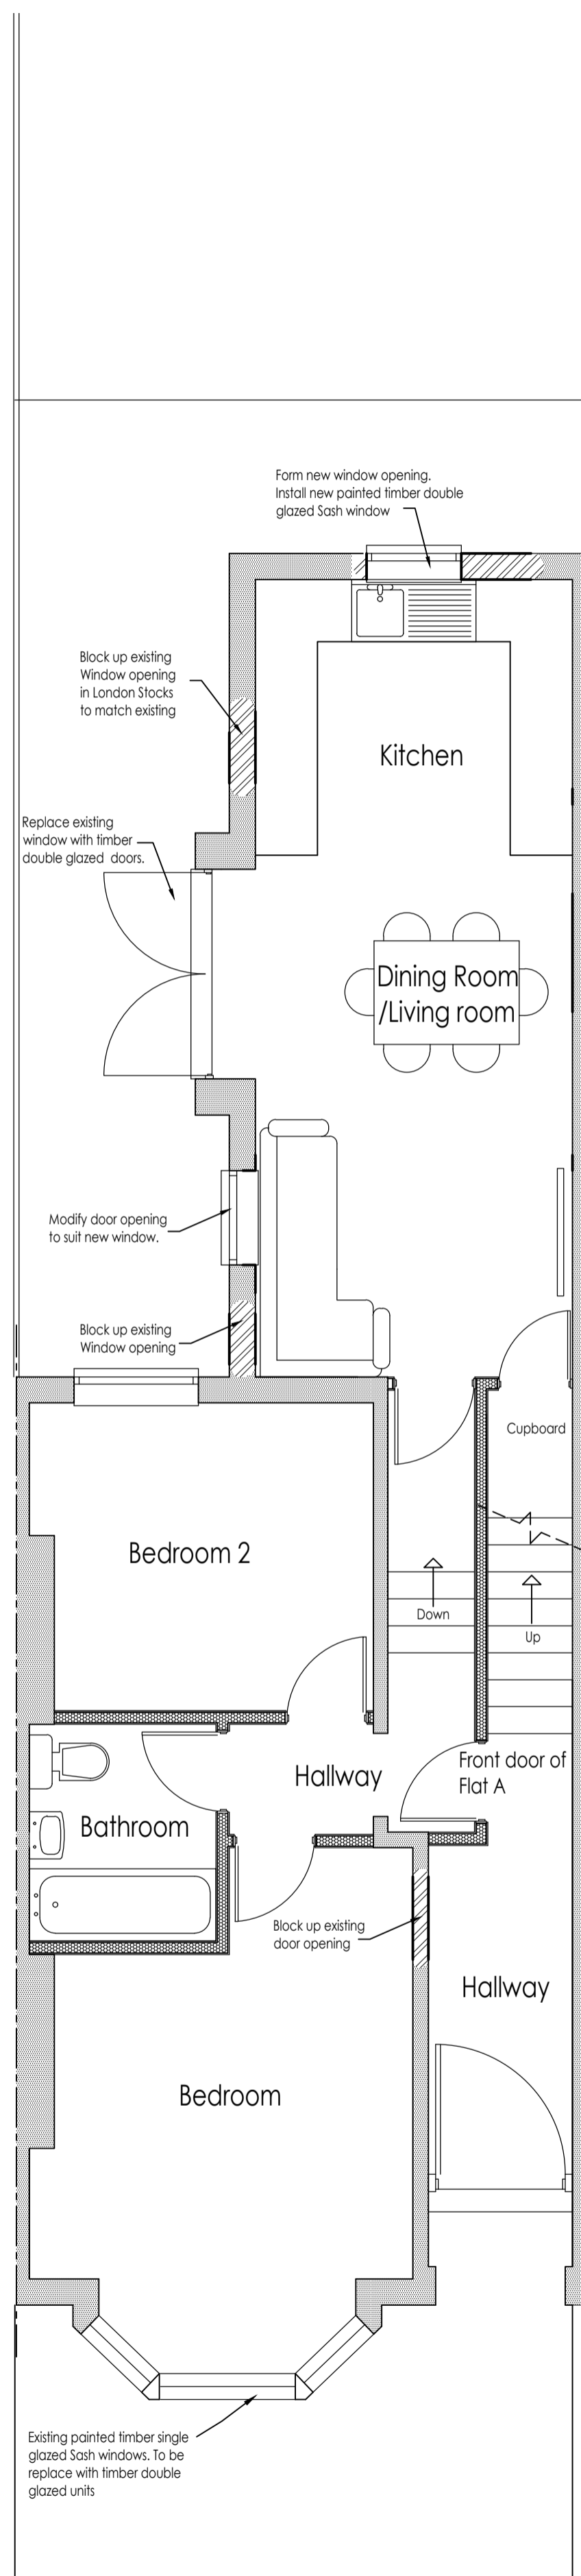 Form new window opening.
Install new painted timber double
glazed Sash window
Block up existing
Window opening
in London Stocks
to match existing
Kitchen
Replace existing
window with timber
double glazed doors.
Dining Room
/Living room
Modify door opening
to suit new window.
Block up existing
Window opening
Cupboard
Bedroom 2
Down
Up
Front door of
Flat A
Hallway
Bathroom
Block up existing
door opening
Hallway
Bedroom
Existing painted timber single
glazed Sash windows. To be
replace with timber double
glazed units